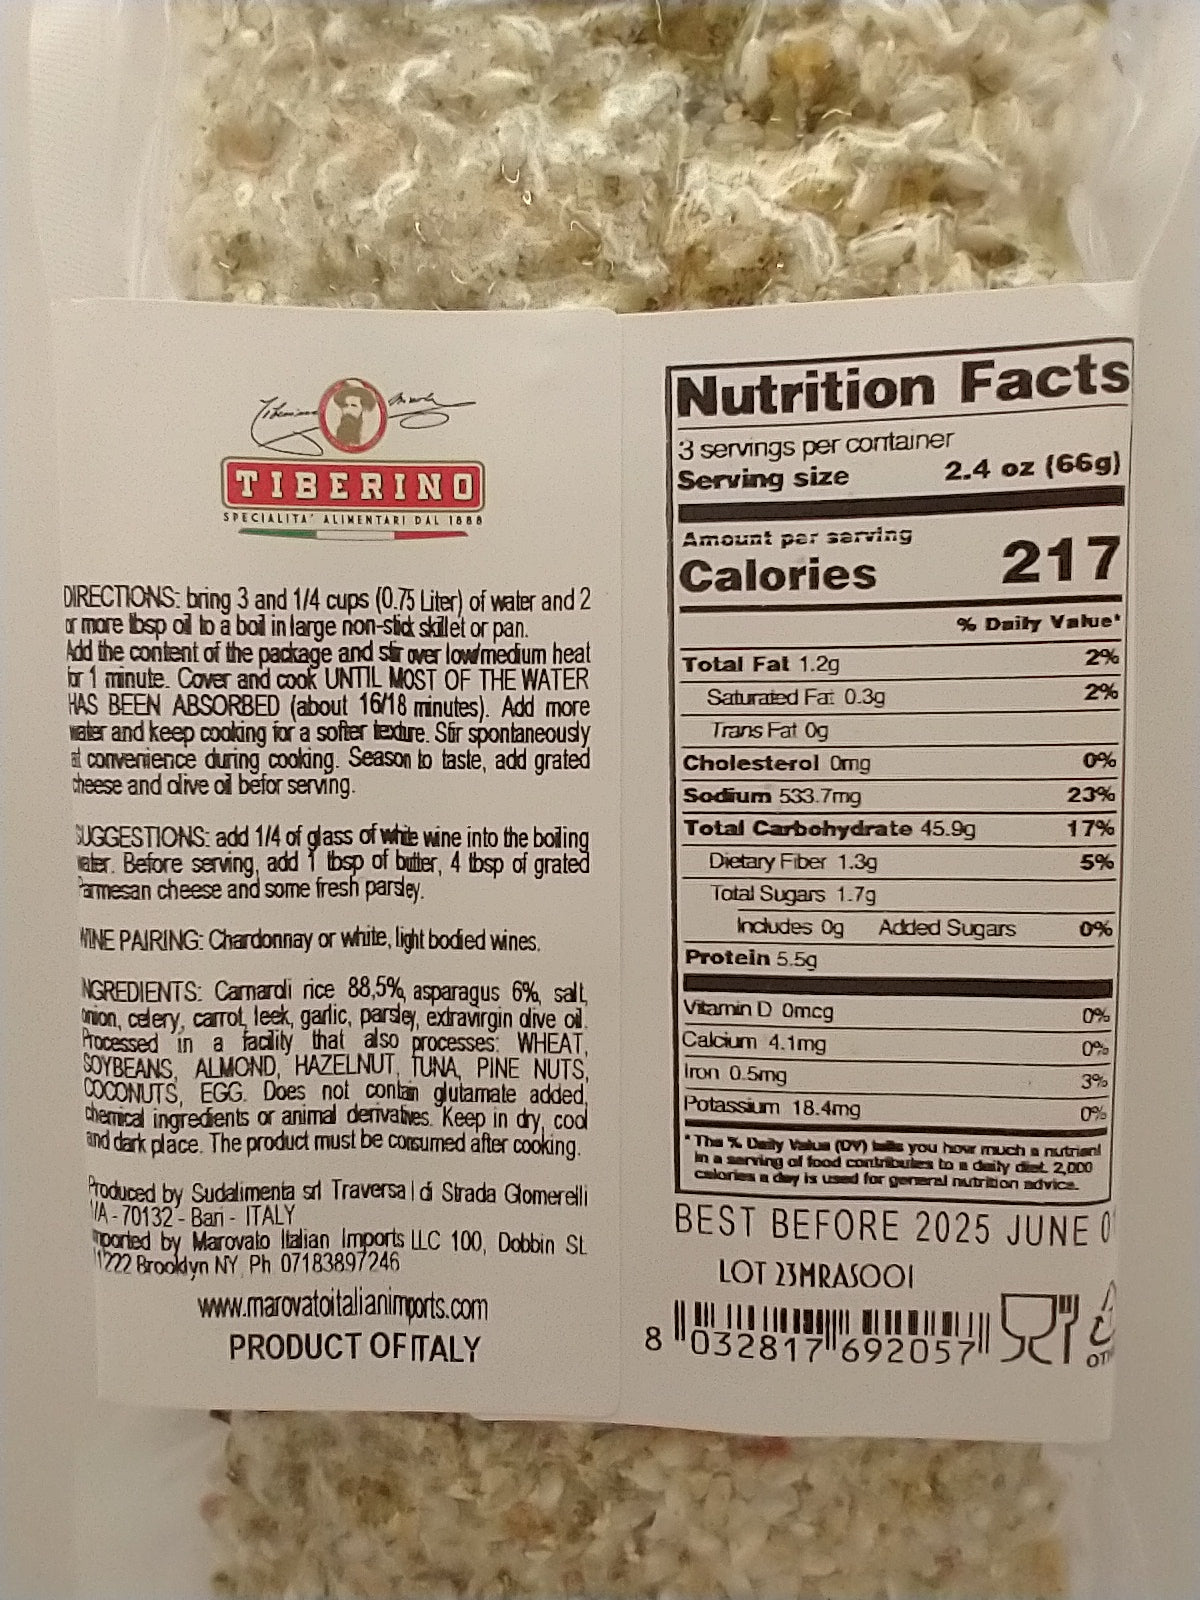 TIBERINO
SPECIALITA' ALIMENTARI DAL 1888
DIRECTIONS: bring 3 and 1/4 cups (0.75 Liter) of water and 2
or more tbsp oil to a boil in large non-stick skillet or pan.
Add the content of the package and stir over low/medium heat
for 1 minute. Cover and cook UNTIL MOST OF THE WATER
HAS BEEN ABSORBED (about 16/18 minutes). Add more
water and keep cooking for a softer texture. Stir spontaneously
at convenience during cooking. Season to taste, add grated
cheese and olive oil befor serving.
SUGGESTIONS: add 1/4 of glass of white wine into the boiling
water. Before serving, add 1 tbsp of butter, 4 tbsp of grated
Parmesan cheese and some fresh parsley.
WINE PAIRING: Chardonnay or white, light bodied wines.
INGREDIENTS: Carnaroli rice 88,5%, asparagus 6%, salt,
onion, celery, carrot, leek, garlic, parsley, extravirgin olive oil.
Processed in a facility that also processes: WHEAT,
SOYBEANS, ALMOND, HAZELNUT, TUNA, PINE NUTS,
COCONUTS, EGG. Does not contain glutamate added,
chemical ingredients or animal derivatives. Keep in dry, cool
and dark place. The product must be consumed after cooking.
Produced by Sudalimenta srl Traversa I di Strada Glomerelli
1/A - 70132 - Bari - ITALY
Imported by Marovato Italian Imports LLC 100, Dobbin St.
11222 Brooklyn NY Ph 07183897246
www.marovatoitalianimports.com
PRODUCT OF ITALY
Nutrition Facts
3 servings per container
Serving size 2.4 oz (66g)
Amount per serving
Calories 217
% Daily Value*
Total Fat 1.2g 2%
Saturated Fat 0.3g 2%
Trans Fat 0g
Cholesterol 0mg 0%
Sodium 533.7mg 23%
Total Carbohydrate 45.9g 17%
Dietary Fiber 1.3g 5%
Total Sugars 1.7g
Includes 0g Added Sugars 0%
Protein 5.5g
Vitamin D 0mcg 0%
Calcium 4.1mg 0%
Iron 0.5mg 3%
Potassium 18.4mg 0%
* The % Daily Value (DV) tells you how much a nutrient
in a serving of food contributes to a daily diet. 2,000
calories a day is used for general nutrition advice.
BEST BEFORE 2025 JUNE 0
LOT 23MRAS001
8 032817 692057